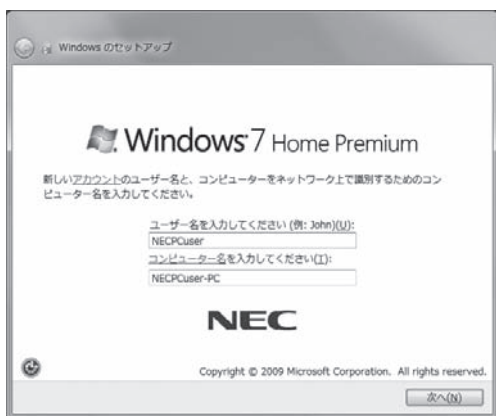 Windows のセットアップ
Windows 7 Home Premium
新しいアカウントのユーザー名と、コンピューターをネットワーク上で識別するためのコン
ピューター名を入力してください。
ユーザー名を入力してください (例: John)(U):
NECPCuser
コンピューター名を入力してください(T):
NECPCuser-PC
NEC
Copyright © 2009 Microsoft Corporation. All rights reserved.
次へ(N)